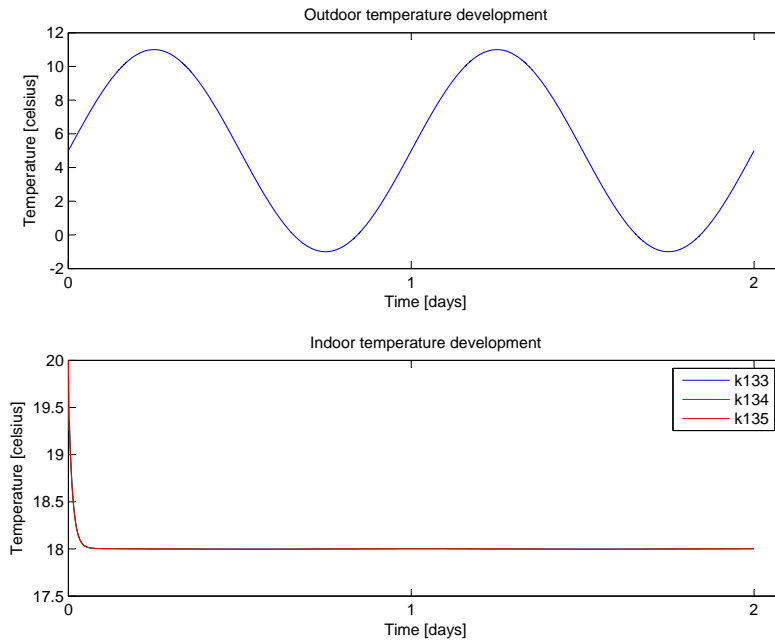 Outdoor temperature development
12
10
8
6
4
2
0
-2
Temperature [celsius]
0
1
2
Time [days]
Indoor temperature development
20
19.5
19
18.5
18
17.5
Temperature [celsius]
k133
k134
k135
0
1
2
Time [days]